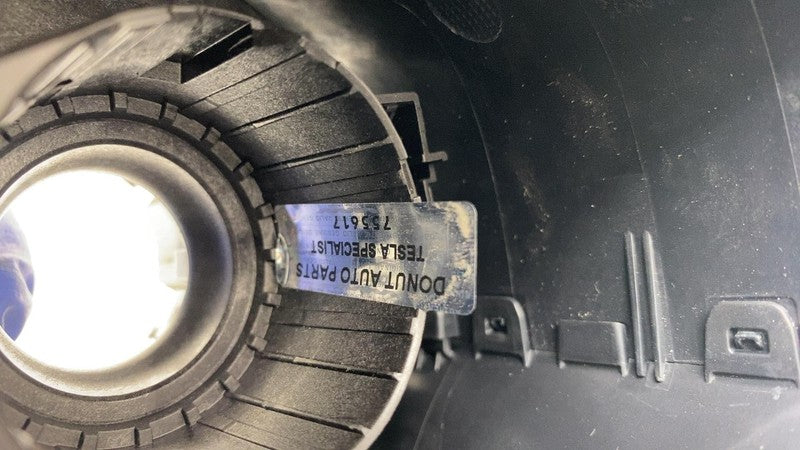 DONUT AUTO PARTS
TESLA SPECIALIST
755617